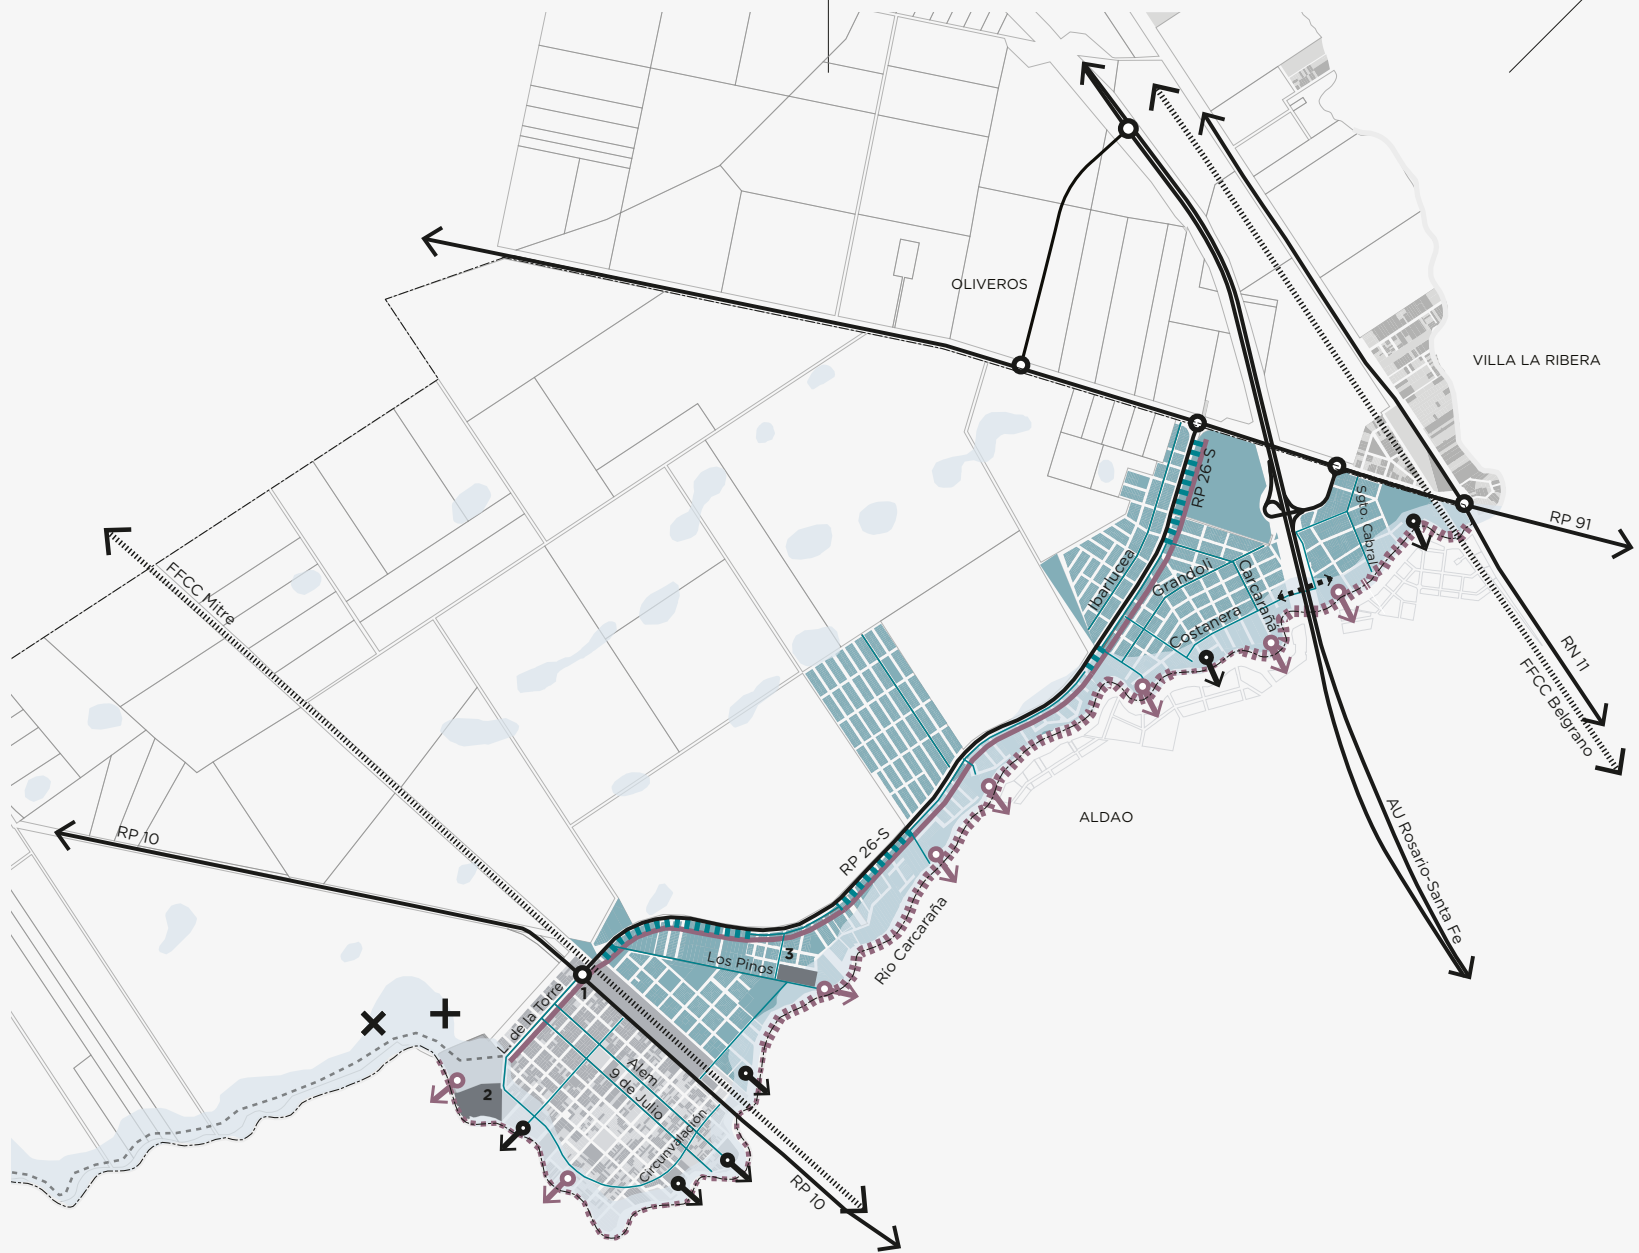 OLIVEROS
VILLA LA RIBERA
RP 26-S
Sgto. Cabral
RP 91
Ibarlucea
Grandoli
Carcarañá
Costanera
FFCC Mitre
RN 11
FFCC Belgrano
ALDAO
AU Rosario-Santa Fe
RP 10
RP 26-S
Río Carcaraña
Los Pinos
3
1
L. de la Torre
2
Alem
9 de Julio
Circunvalación
RP 10